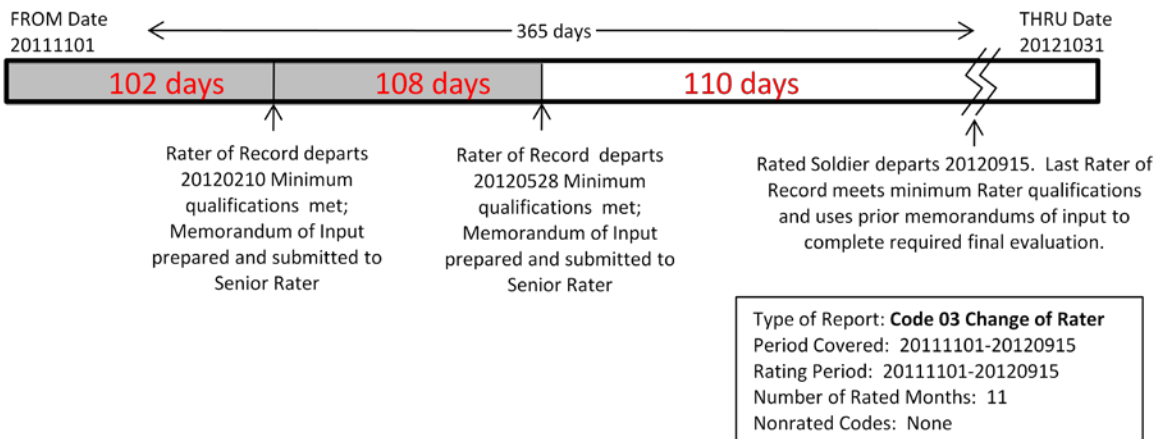 FROM Date
20111101
365 days
THRU Date
20121031
102 days
108 days
110 days
Rater of Record departs
20120210 Minimum
qualifications met;
Memorandum of Input
prepared and submitted to
Senior Rater
Rater of Record departs
20120528 Minimum
qualifications met;
Memorandum of Input
prepared and submitted to
Senior Rater
Rated Soldier departs 20120915. Last Rater of
Record meets minimum Rater qualifications
and uses prior memorandums of input to
complete required final evaluation.
Type of Report: Code 03 Change of Rater
Period Covered: 20111101-20120915
Rating Period: 20111101-20120915
Number of Rated Months: 11
Nonrated Codes: None